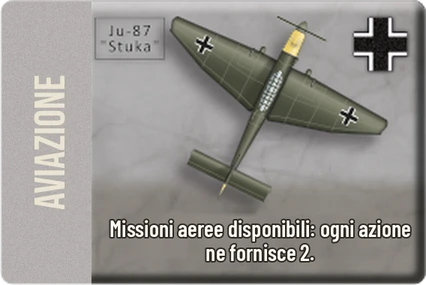 AVIAZIONE
Ju-87
"Stuka"
Missioni aeree disponibili: ogni azione
ne fornisce 2.